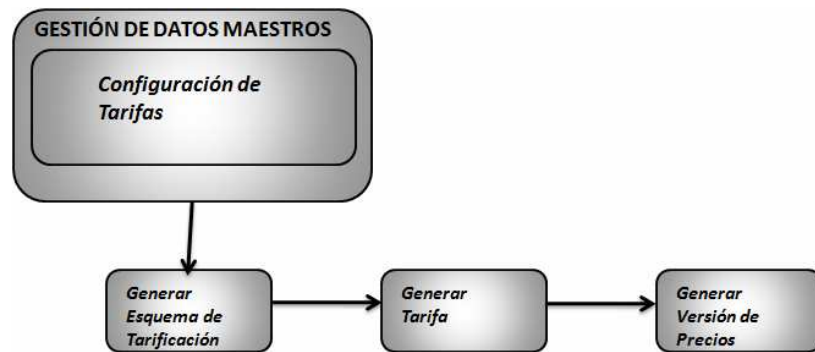 GESTIÓN DE DATOS MAESTROS
Configuración de
Tarifas
Generar
Esquema de
Tarificación
Generar
Tarifa
Generar
Versión de
Precios